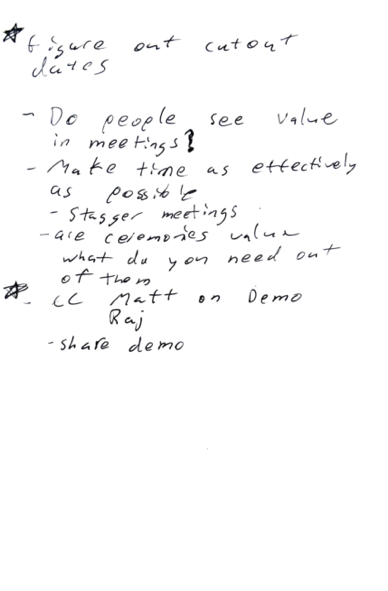 ★ Figure out cutout
dates
- Do people see value
in meetings?
- Make time as effectively
as possible
- Stagger meetings
- are ceremonies value
what do you need out
of them
★ - CC Matt on Demo
Raj
- share demo